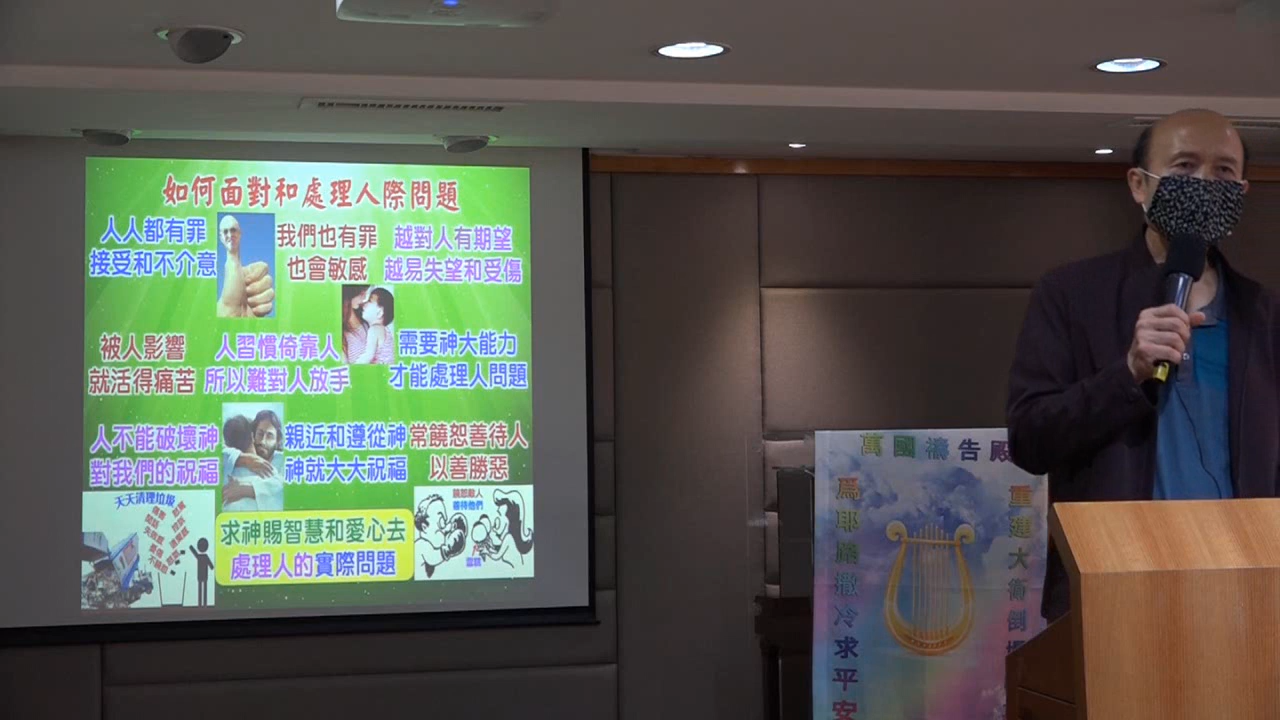 如何面對和處理人際問題
人人都有罪
接受和不介意
我們也有罪
也會敏感
越對人有期望
越易失望和受傷
被人影響
就活得痛苦
人習慣倚靠人
所以難對人放手
需要神大能力
才能處理人問題
人不能破壞神
對我們的祝福
親近和遵從神
神就大大祝福
常饒恕善待人
以善勝惡
天天清理垃圾
饒恕敵人
善待他們
求神賜智慧和愛心去
處理人的實際問題
萬國禱告殿
為耶路撒冷求平安
重建大衛倒